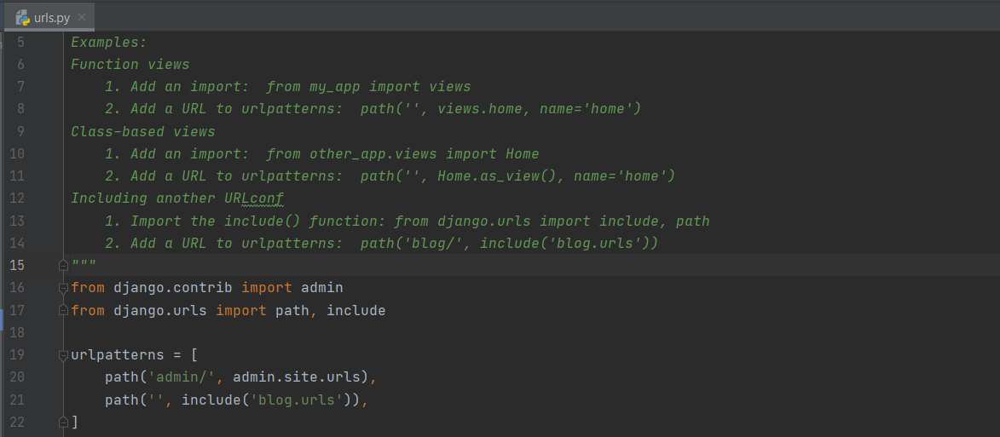 urls.py
5 Examples:
6 Function views
7     1. Add an import:  from my_app import views
8     2. Add a URL to urlpatterns:  path('', views.home, name='home')
9 Class-based views
10     1. Add an import:  from other_app.views import Home
11     2. Add a URL to urlpatterns:  path('', Home.as_view(), name='home')
12 Including another URLconf
13     1. Import the include() function: from django.urls import include, path
14     2. Add a URL to urlpatterns:  path('blog/', include('blog.urls'))
15 """
16 from django.contrib import admin
17 from django.urls import path, include
18
19 urlpatterns = [
20     path('admin/', admin.site.urls),
21     path('', include('blog.urls')),
22 ]